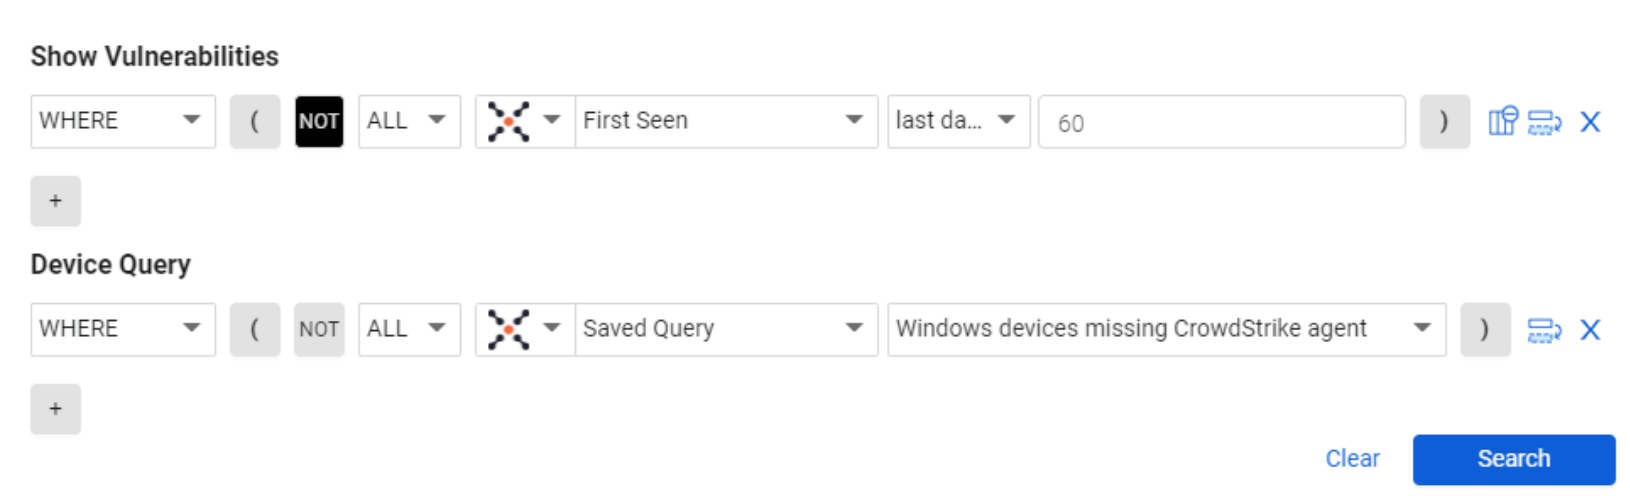 Show Vulnerabilities
WHERE ( NOT ALL First Seen last da... 60 ) X
+
Device Query
WHERE ( NOT ALL Saved Query Windows devices missing CrowdStrike agent ) X
+
Clear Search